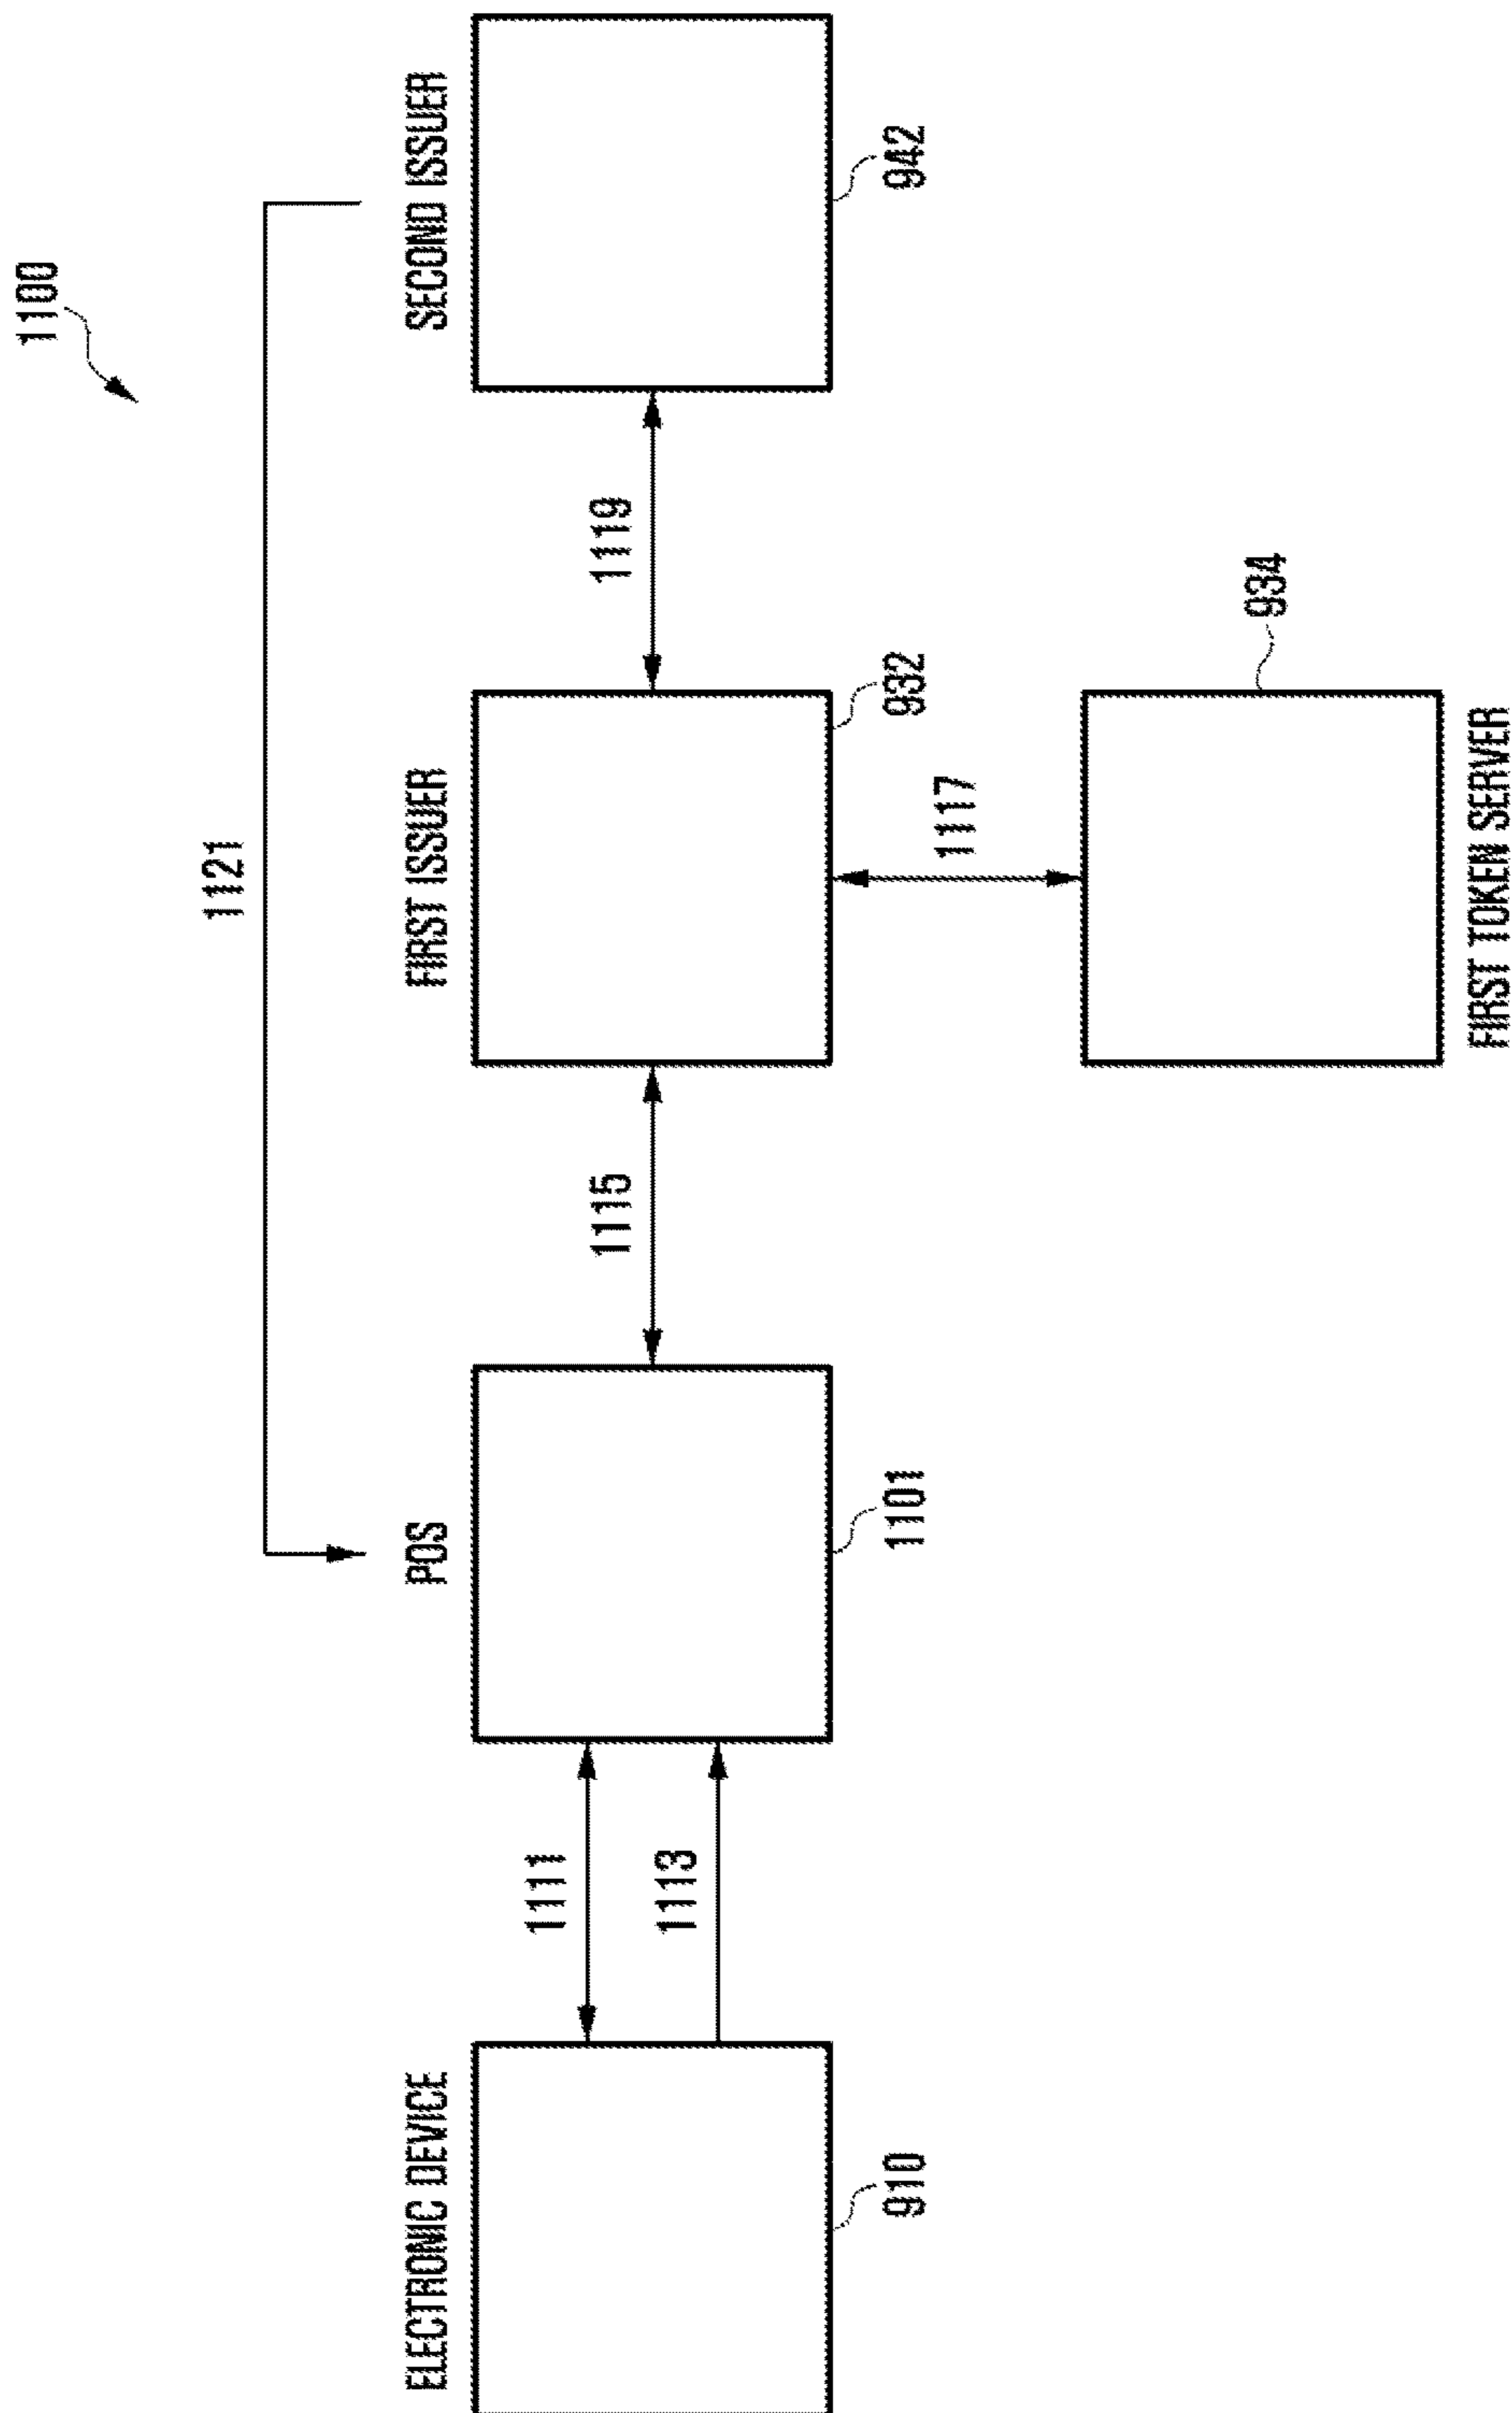 1100
1121
ELECTRONIC DEVICE
POS
FIRST ISSUER
SECOND ISSUER
1111
1113
1115
1119
910
1101
932
942
1117
934
FIRST TOKEN SERVER